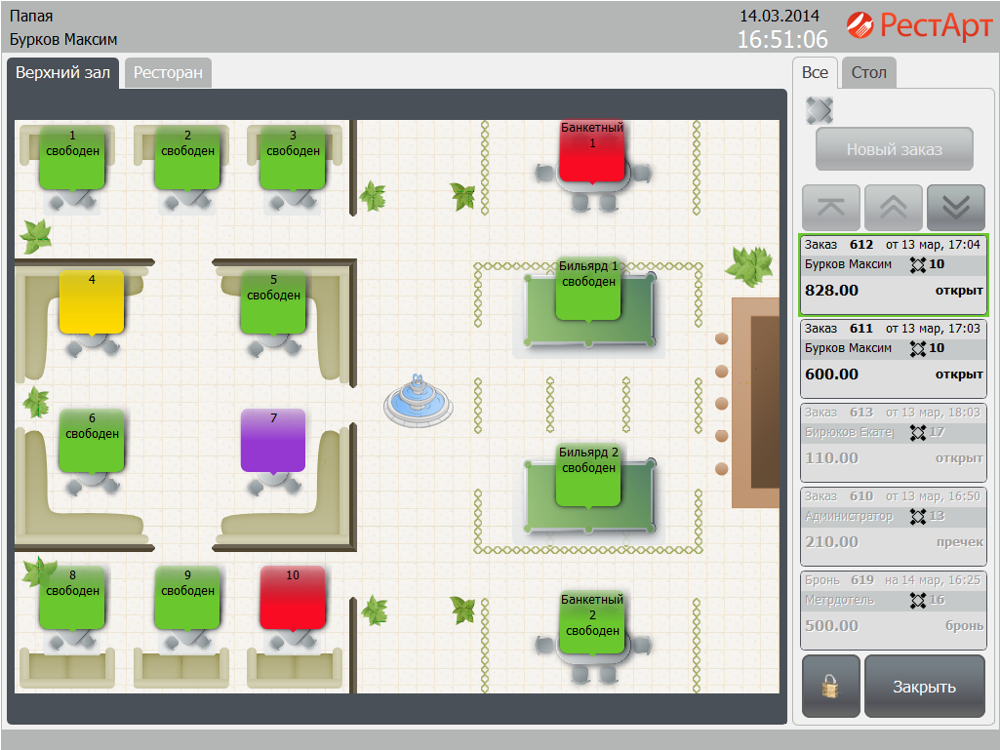 Папая
Бурков Максим
14.03.2014
16:51:06
РестАрт
Верхний зал
Ресторан
Все
Стол
Новый заказ
1
свободен
2
свободен
3
свободен
Банкетный
1
4
5
свободен
Бильярд 1
свободен
6
свободен
7
Бильярд 2
свободен
8
свободен
9
свободен
10
Банкетный
2
свободен
Заказ 612 от 13 мар, 17:04
Бурков Максим 10
828.00 открыт
Заказ 611 от 13 мар, 17:03
Бурков Максим 10
600.00 открыт
Заказ 613 от 13 мар, 18:03
Бирюков Екатер 17
110.00 открыт
Заказ 610 от 13 мар, 16:50
Администратор 13
210.00 пречек
Бронь 619 на 14 мар, 16:25
Метрдотель 16
500.00 бронь
Закрыть